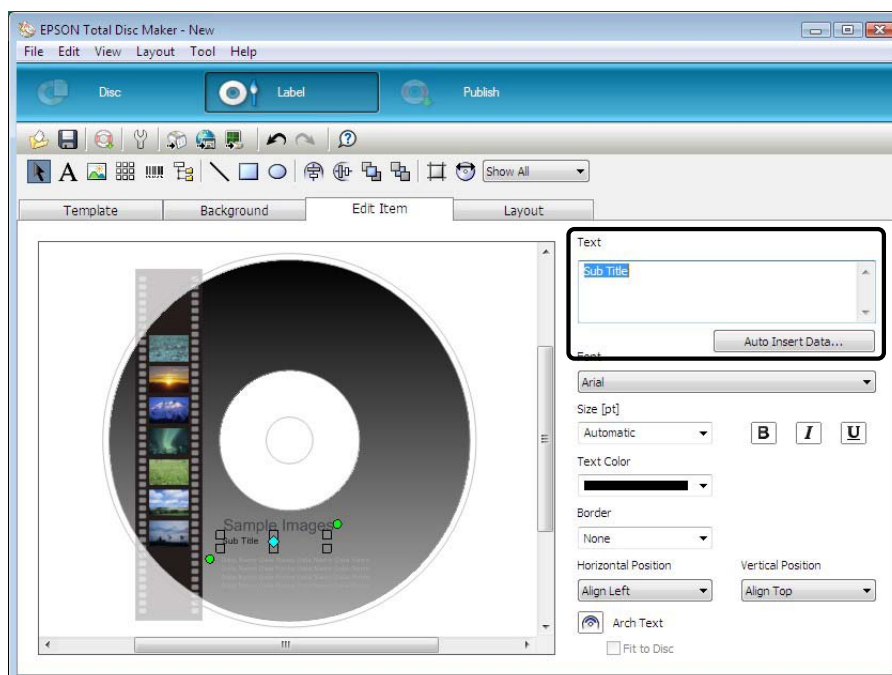 EPSON Total Disc Maker - New
File Edit View Layout Tool Help
Disc Label Publish
A Show All
Template Background Edit Item Layout
Text
Sub Title
Auto Insert Data...
Font
Arial
Size [pt]
Automatic B I U
Text Color
Border
None
Horizontal Position Vertical Position
Align Left Align Top
Arch Text
Fit to Disc
Sample Images
Sub Title